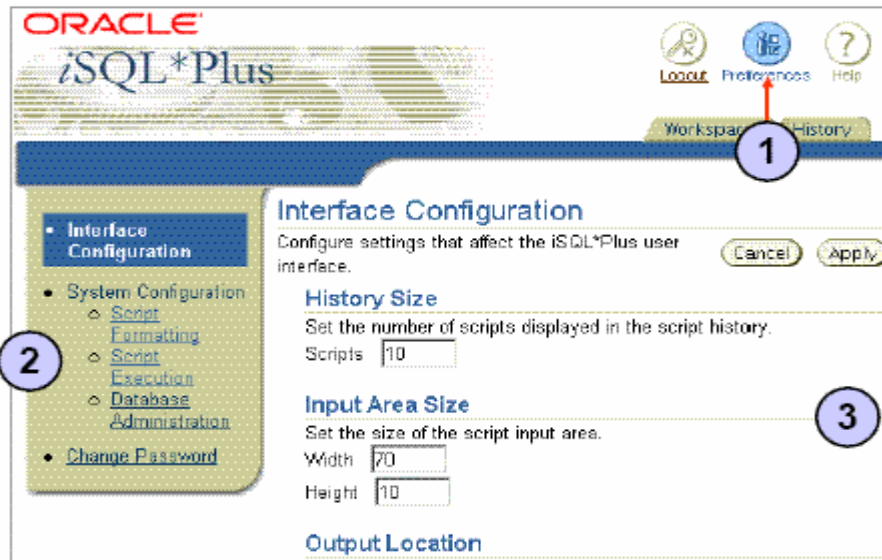 ORACLE
iSQL*Plus
Logout Preferences Help
Workspac History
1
Interface Configuration
Configure settings that affect the iSQL*Plus user interface.
Cancel Apply
• Interface
Configuration
• System Configuration
Script
Formatting
Script
Execution
Database
Administration
• Change Password
2
History Size
Set the number of scripts displayed in the script history.
Scripts 10
Input Area Size
Set the size of the script input area.
Width 70
Height 10
3
Output Location